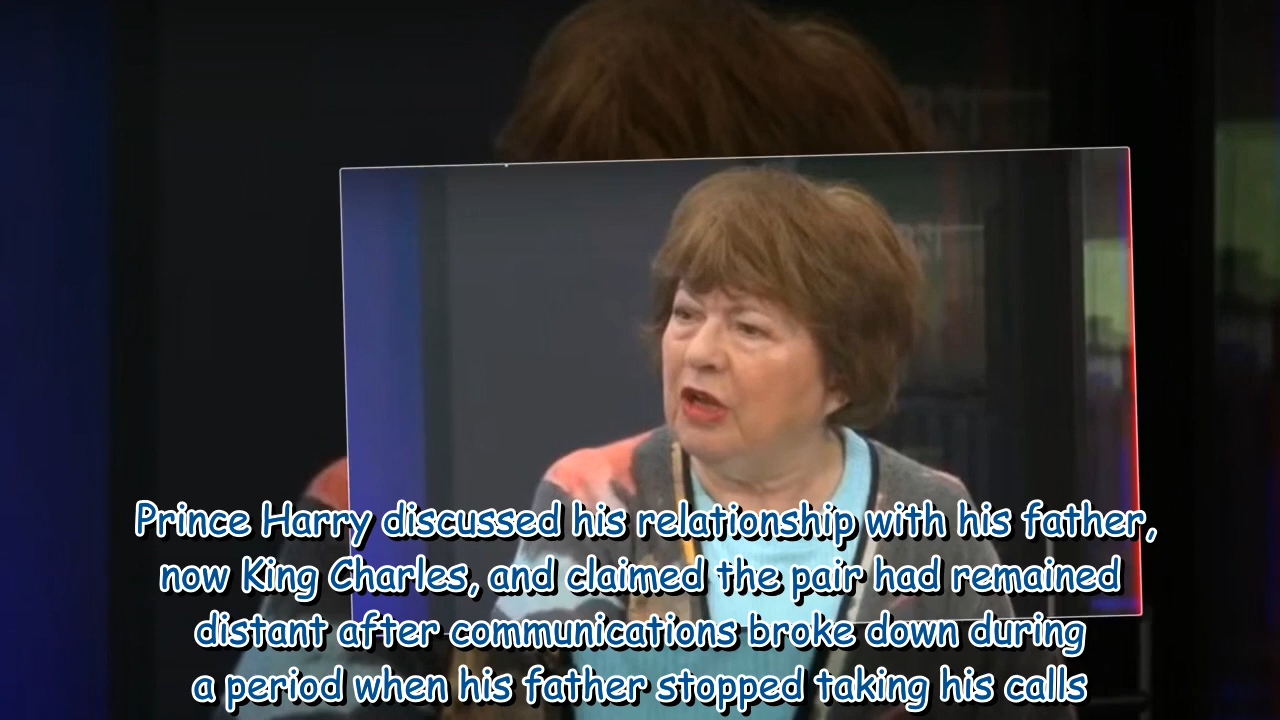 Prince Harry discussed his relationship with his father,
now King Charles, and claimed the pair had remained
distant after communications broke down during
a period when his father stopped taking his calls